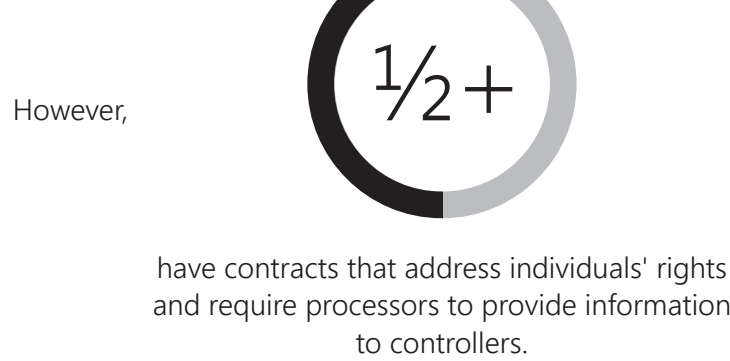 ½+
However,
have contracts that address individuals' rights
and require processors to provide information
to controllers.